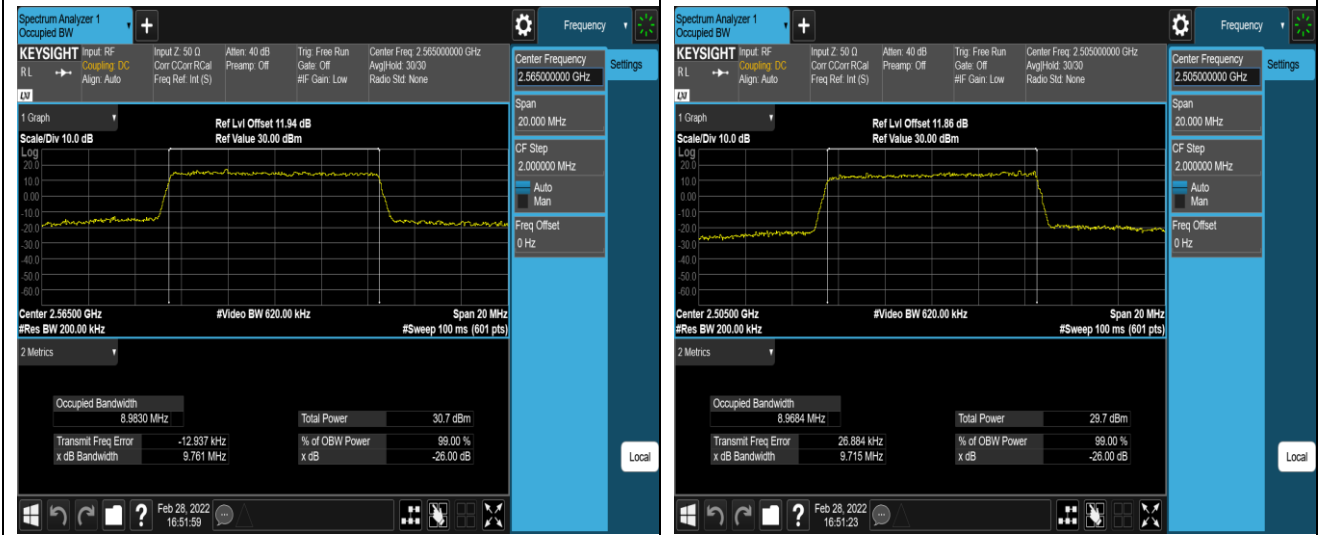 Spectrum Analyzer 1
Occupied BW
+
Frequency
KEYSIGHT Input: RF Input Z: 50 Ω Atten: 40 dB Trig: Free Run Center Freq: 2.565000000 GHz
RL Coupling: DC Corr CCorr RCal Preamp: Off Gate: Off Avg|Hold: 30/30
Align: Auto Freq Ref: Int (S) #IF Gain: Low Radio Std: None
LXI
Center Frequency
2.565000000 GHz
Settings
Span
20.000 MHz
CF Step
2.000000 MHz
Auto
Man
Freq Offset
0 Hz
Local
1 Graph
Ref Lvl Offset 11.94 dB
Scale/Div 10.0 dB Ref Value 30.00 dBm
Log
20.0
10.0
0.00
-10.0
-20.0
-30.0
-40.0
-50.0
-60.0
Center 2.56500 GHz #Video BW 620.00 kHz Span 20 MHz
#Res BW 200.00 kHz #Sweep 100 ms (601 pts)
2 Metrics
Occupied Bandwidth
8.9830 MHz Total Power 30.7 dBm
Transmit Freq Error -12.937 kHz % of OBW Power 99.00 %
x dB Bandwidth 9.761 MHz x dB -26.00 dB
? Feb 28, 2022
16:51:59
Spectrum Analyzer 1
Occupied BW
+
Frequency
KEYSIGHT Input: RF Input Z: 50 Ω Atten: 40 dB Trig: Free Run Center Freq: 2.505000000 GHz
RL Coupling: DC Corr CCorr RCal Preamp: Off Gate: Off Avg|Hold: 30/30
Align: Auto Freq Ref: Int (S) #IF Gain: Low Radio Std: None
LXI
Center Frequency
2.505000000 GHz
Settings
Span
20.000 MHz
CF Step
2.000000 MHz
Auto
Man
Freq Offset
0 Hz
Local
1 Graph
Ref Lvl Offset 11.86 dB
Scale/Div 10.0 dB Ref Value 30.00 dBm
Log
20.0
10.0
0.00
-10.0
-20.0
-30.0
-40.0
-50.0
-60.0
Center 2.50500 GHz #Video BW 620.00 kHz Span 20 MHz
#Res BW 200.00 kHz #Sweep 100 ms (601 pts)
2 Metrics
Occupied Bandwidth
8.9684 MHz Total Power 29.7 dBm
Transmit Freq Error 26.884 kHz % of OBW Power 99.00 %
x dB Bandwidth 9.715 MHz x dB -26.00 dB
? Feb 28, 2022
16:51:23